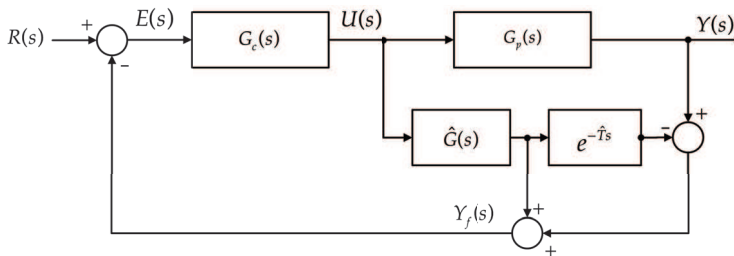 R(s) + E(s) G_c(s) U(s) G_p(s) Y(s)
-
Ĝ(s) e^{-T̂s} - +
Y_f(s) +
+